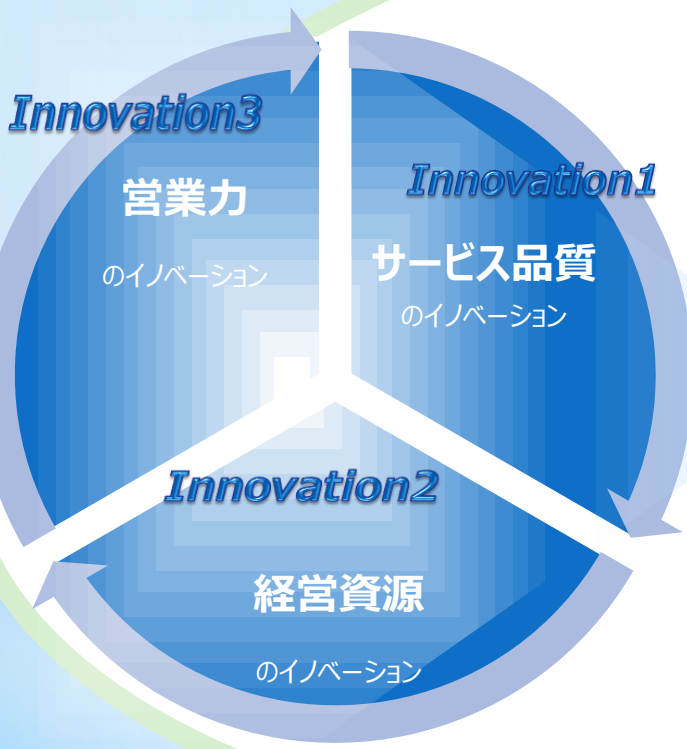 Innovation3
営業力
のイノベーション
Innovation1
サービス品質
のイノベーション
Innovation2
経営資源
のイノベーション